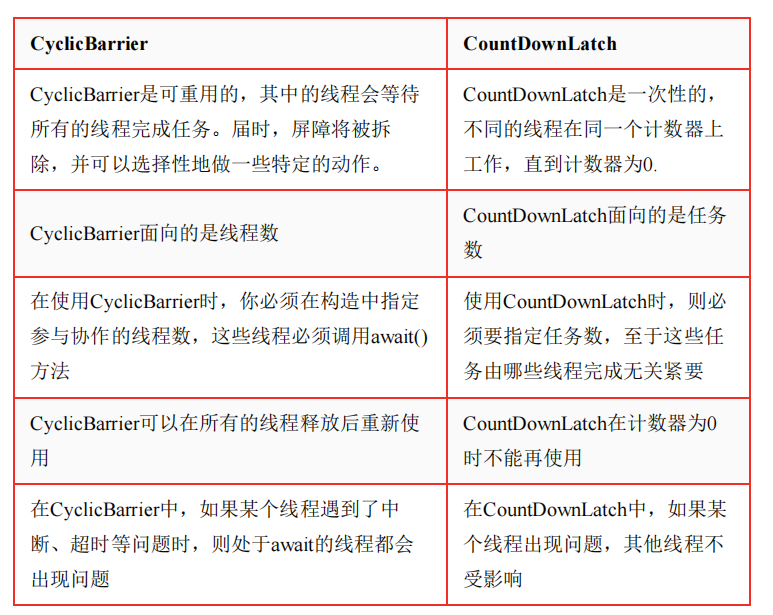 CyclicBarrier
CountDownLatch
CyclicBarrier是可重用的，其中的线程会等待
所有的线程完成任务。届时，屏障将被拆
除，并可以选择性地做一些特定的动作。
CountDownLatch是一次性的，
不同的线程在同一个计数器上
工作，直到计数器为0.
CyclicBarrier面向的是线程数
CountDownLatch面向的是任务
数
在使用CyclicBarrier时，你必须在构造中指定
参与协作的线程数，这些线程必须调用await()
方法
使用CountDownLatch时，则必
须要指定任务数，至于这些任
务由哪些线程完成无关紧要
CyclicBarrier可以在所有的线程释放后重新使
用
CountDownLatch在计数器为0
时不能再使用
在CyclicBarrier中，如果某个线程遇到了中
断、超时等问题时，则处于await的线程都会
出现问题
在CountDownLatch中，如果某
个线程出现问题，其他线程不
受影响